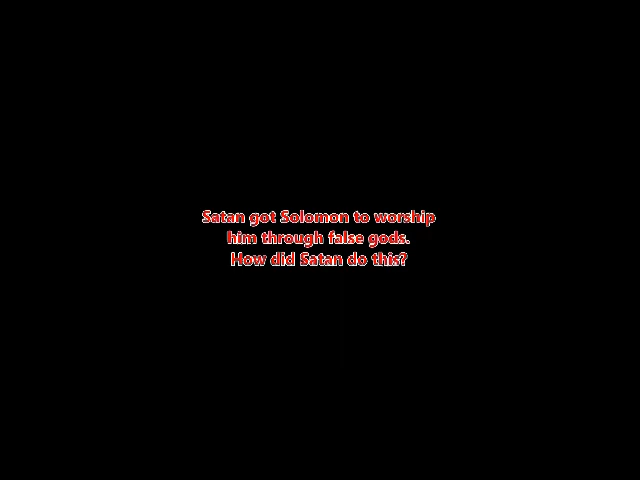 Satan got Solomon to worship
him through false gods.
How did Satan do this?